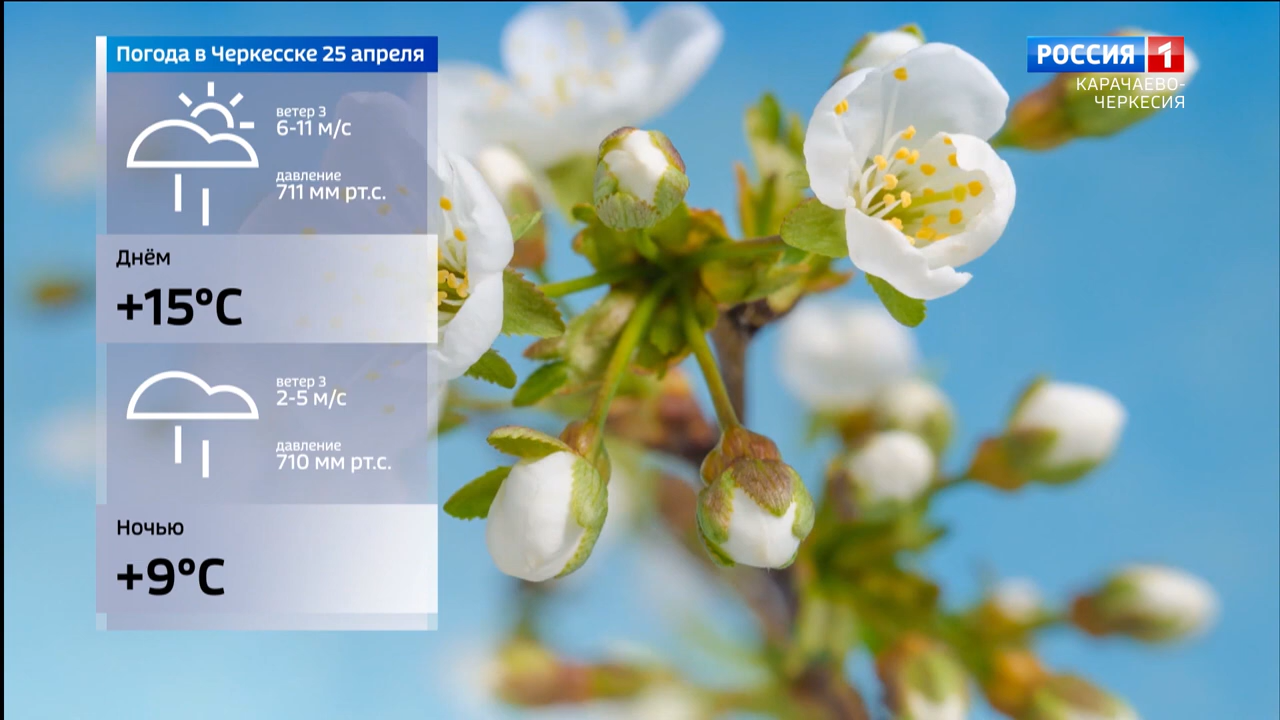 Погода в Черкесске 25 апреля
РОССИЯ 1
КАРАЧАЕВО-
ЧЕРКЕСИЯ
ветер З
6-11 м/с
давление
711 мм рт.с.
Днём
+15°C
ветер З
2-5 м/с
давление
710 мм рт.с.
Ночью
+9°C